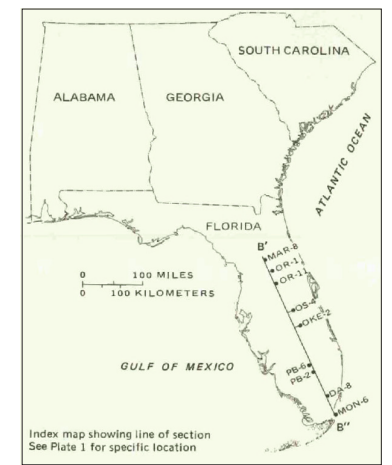 SOUTH CAROLINA
ALABAMA
GEORGIA
ATLANTIC OCEAN
FLORIDA
B'
MAR-8
OR-1
OR-11
0 100 MILES
0 100 KILOMETERS
OS-4
OKE-2
GULF OF MEXICO
PB-6
PB-2
DA-8
MON-6
B''
Index map showing line of section
See Plate 1 for specific location